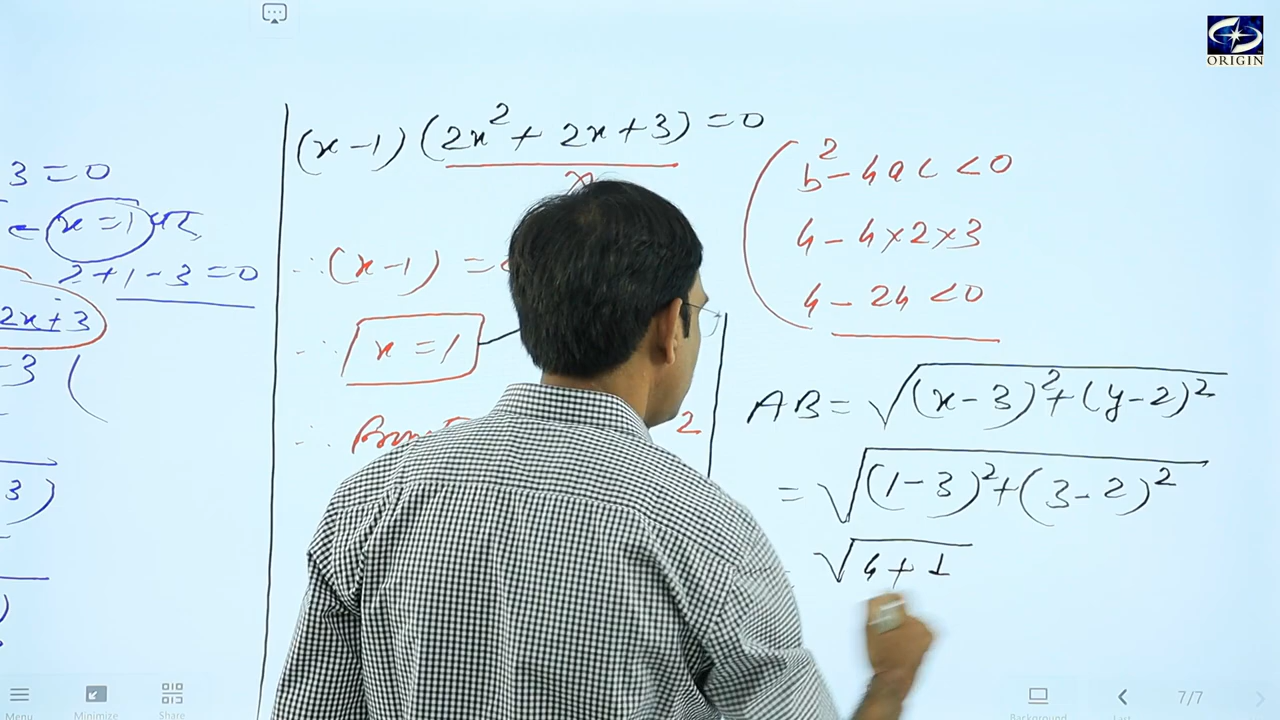 ORIGIN
3 = 0
x = 1
2 + 1 - 3 = 0
2x + 3
-3 (
3 )
(x-1) (2x² + 2x + 3) = 0
∴ (x-1) =
∴ x = 1
∴ 2
b² - 4ac < 0
4 - 4×2×3
4 - 24 < 0
AB = √(x-3)² + (y-2)²
= √(1-3)² + (3-2)²
√4 + 1
Menu Minimize Share Background 7/7